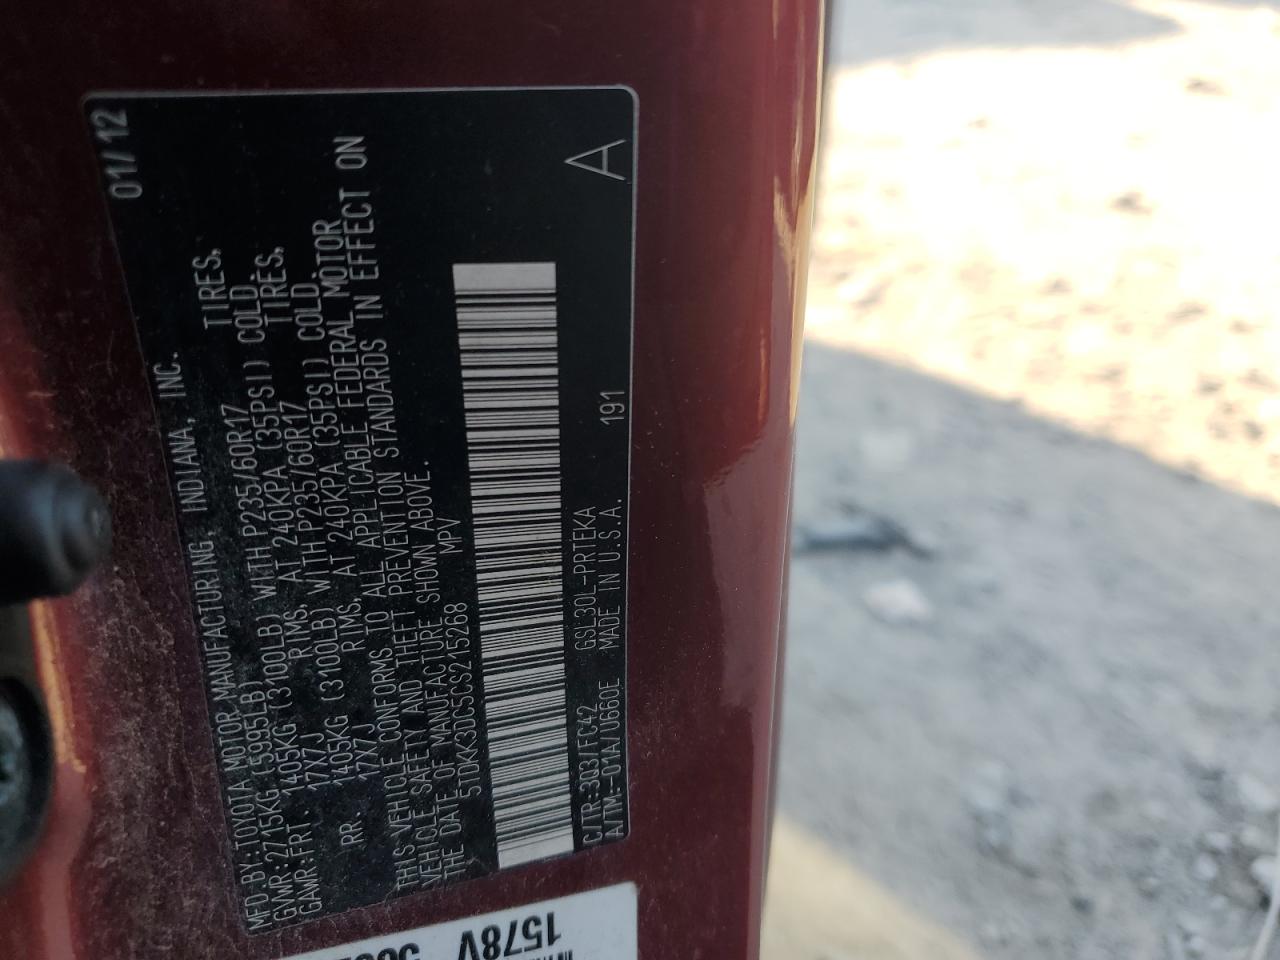 MFD.BY:TOYOTA MOTOR MANUFACTURING INDIANA, INC. 01/12
GVWR:2715KG(5995LB)
GAWR:FRT. 1405KG (3100LB) WITH P235/60R17 TIRES,
17X7J RIMS, AT 240KPA(35PSI) COLD.
RR. 1405KG (3100LB) WITH P235/60R17 TIRES,
17X7J RIMS, AT 240KPA(35PSI) COLD.
THIS VEHICLE CONFORMS TO ALL APPLICABLE FEDERAL MOTOR
VEHICLE SAFETY AND THEFT PREVENTION STANDARDS IN EFFECT ON
THE DATE OF MANUFACTURE SHOWN ABOVE.
5TDKK3DC5CS215268 MPV
C/TR:3Q3/FC42 GSL30L-PRTEKA
A/TM:-01A/U660E MADE IN U.S.A. 191
A
1578V